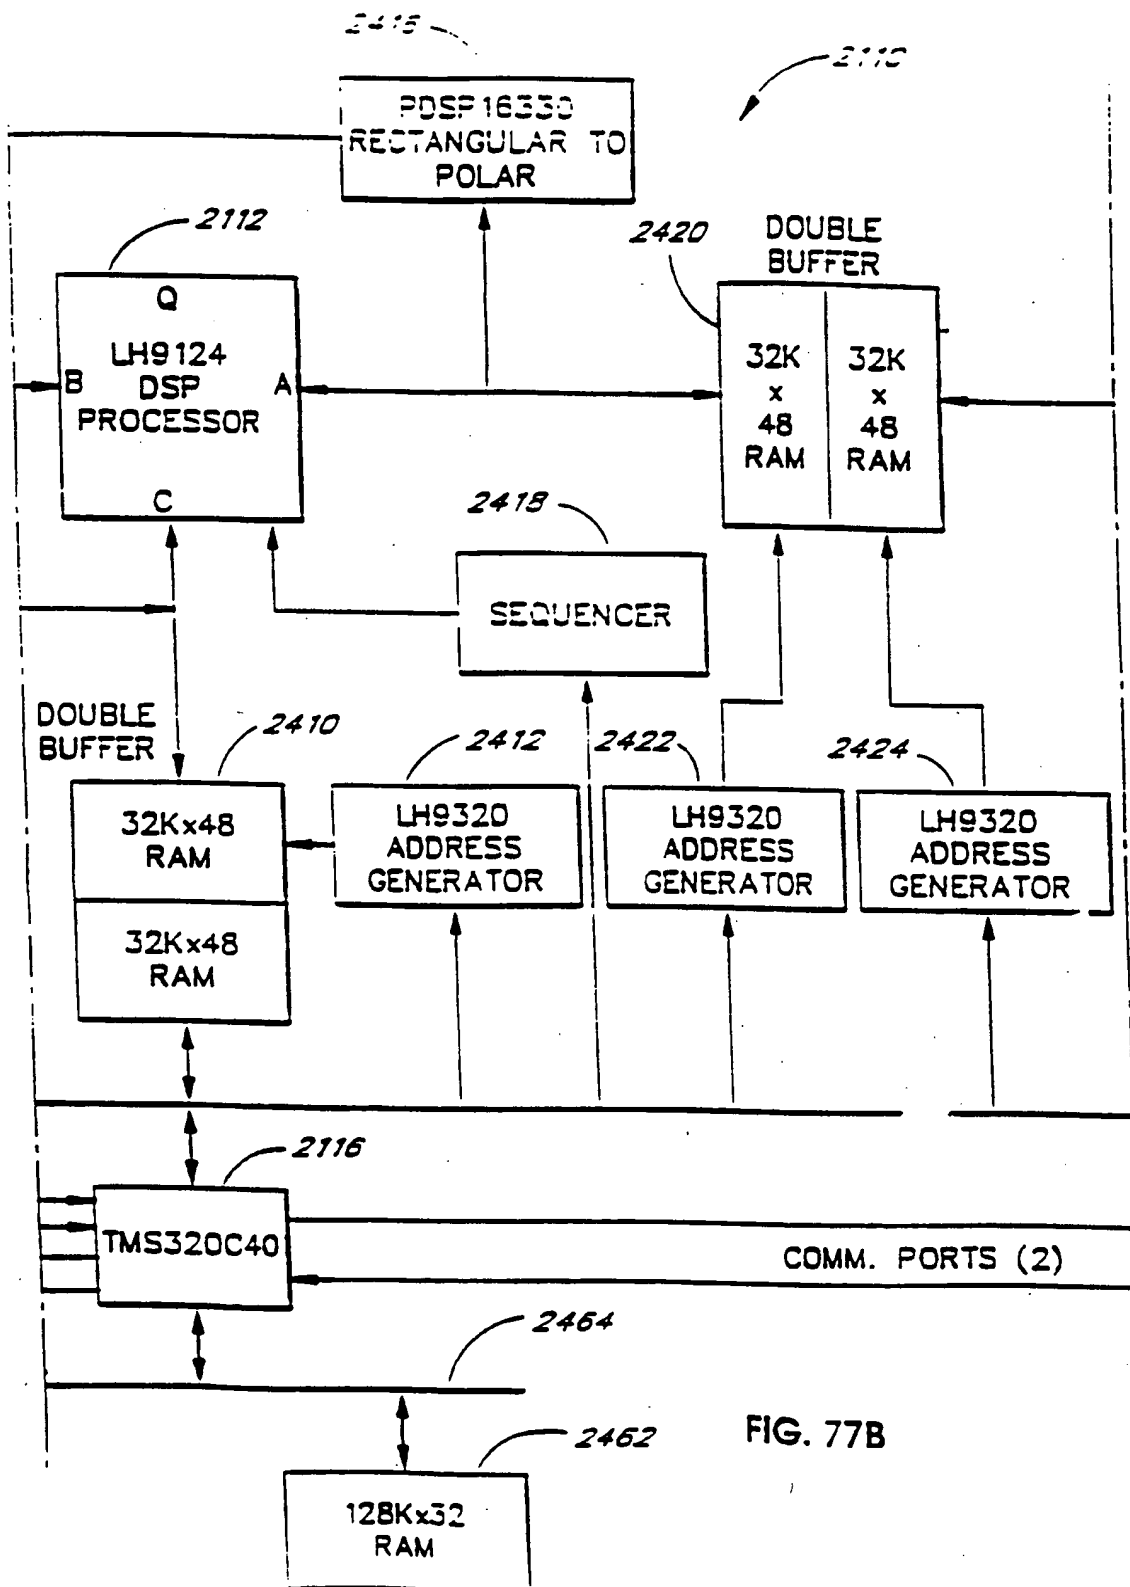 2110
PDSP16330
RECTANGULAR TO
POLAR
2112
2420
DOUBLE
BUFFER
Q
LH9124
DSP
PROCESSOR
B
A
C
32K
x
48
RAM
32K
x
48
RAM
2418
SEQUENCER
DOUBLE
BUFFER
2410
2412
2422
2424
32Kx48
RAM
32Kx48
RAM
LH9320
ADDRESS
GENERATOR
LH9320
ADDRESS
GENERATOR
LH9320
ADDRESS
GENERATOR
2116
TMS320C40
COMM. PORTS (2)
2464
2462
128Kx32
RAM
FIG. 77B